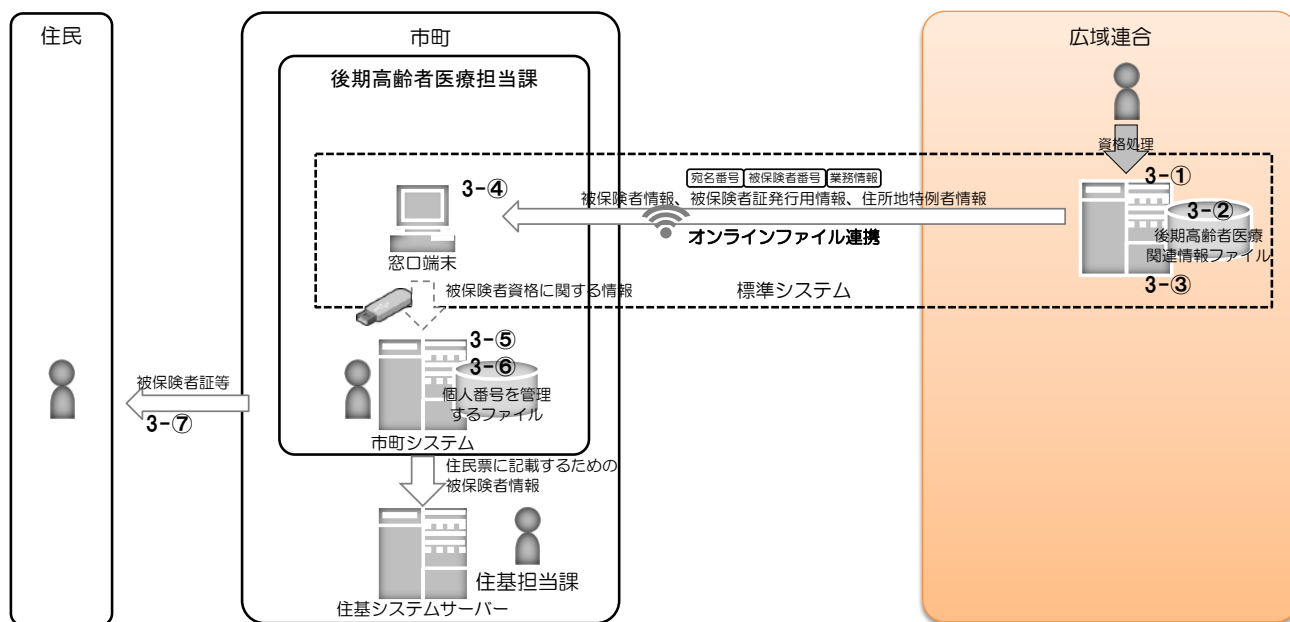 住民
市町
広域連合
後期高齢者医療担当課
資格処理
宛名番号 被保険者番号 業務情報
3-④
3-①
被保険者情報、被保険者証発行用情報、住所地特例者情報
3-②
オンラインファイル連携
後期高齢者医療
関連情報ファイル
窓口端末
3-③
被保険者資格に関する情報
標準システム
3-⑤
3-⑥
被保険者証等
個人番号を管理
するファイル
3-⑦
市町システム
住民票に記載するための
被保険者情報
住基担当課
住基システムサーバー